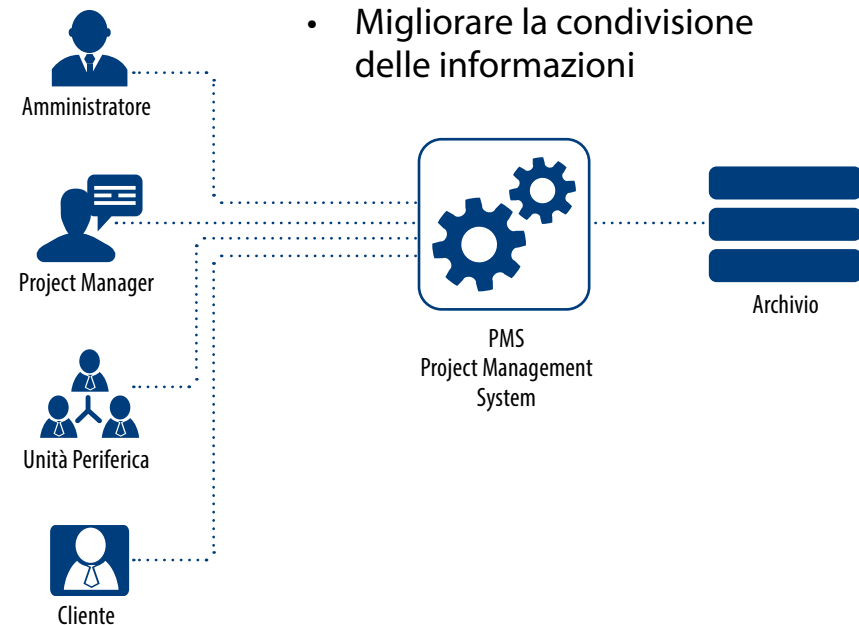 • Migliorare la condivisione
delle informazioni
Amministratore
Project Manager
Unità Periferica
Cliente
PMS
Project Management
System
Archivio